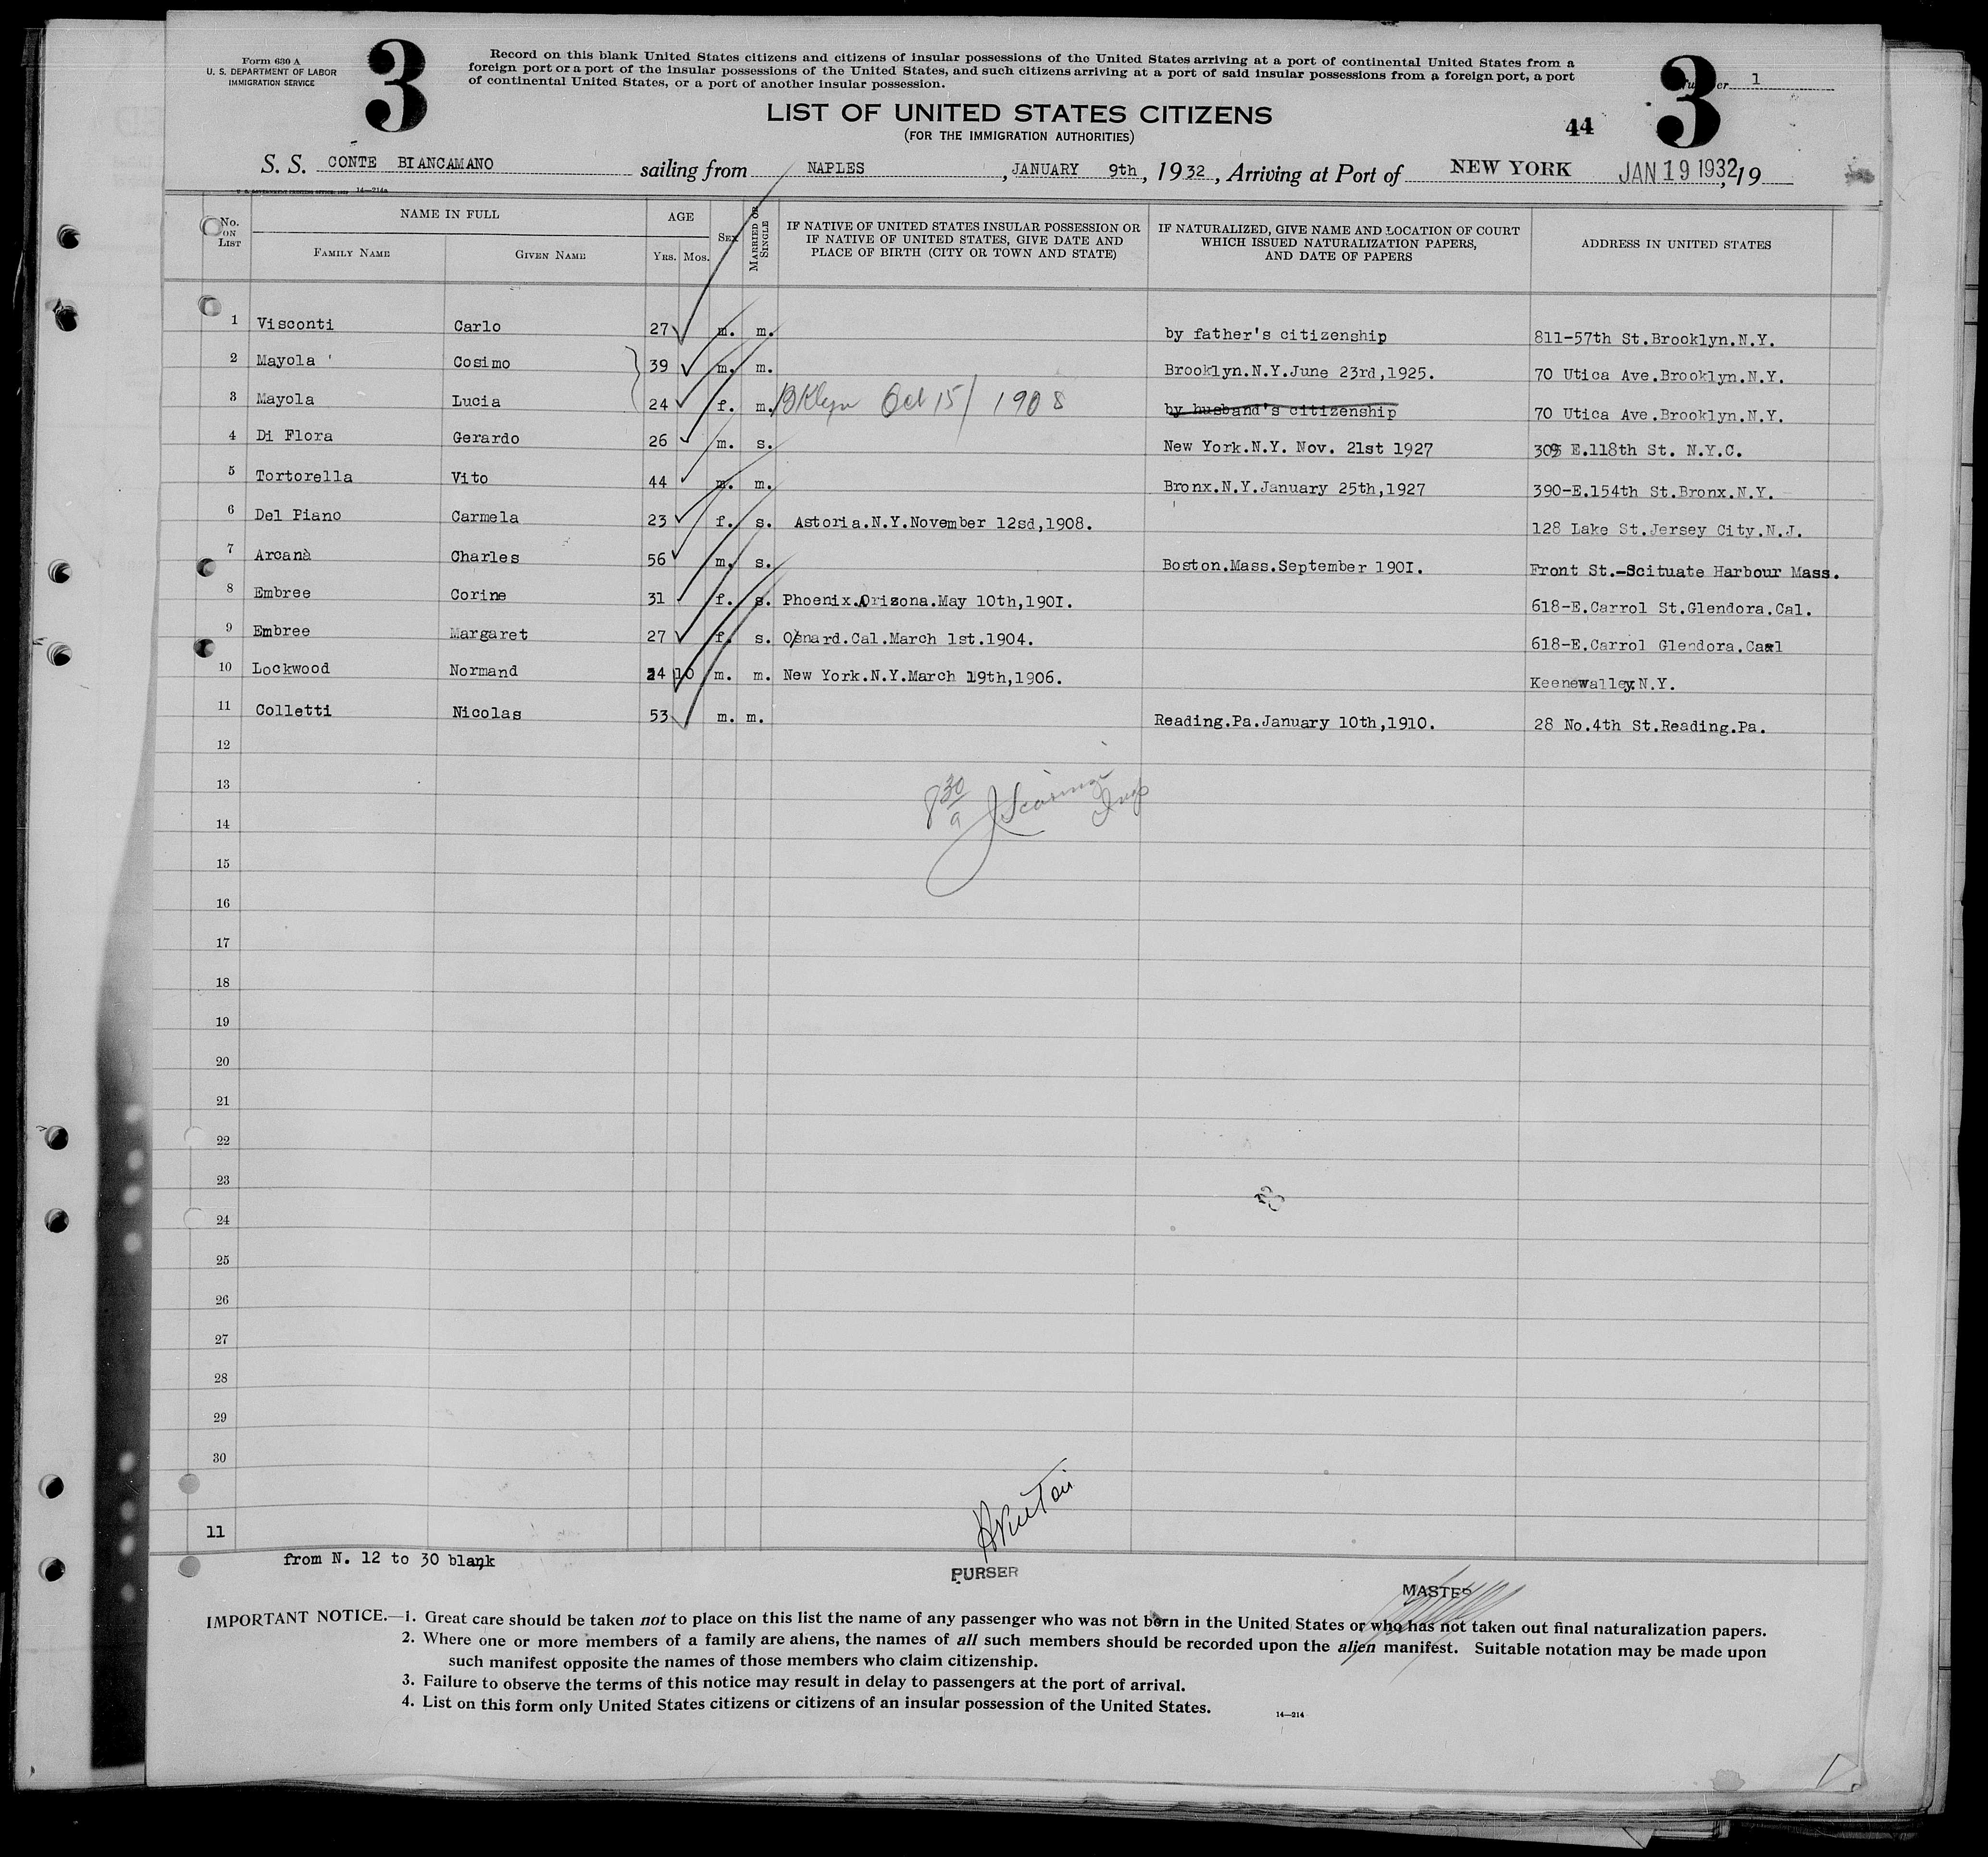 Form 630 A
U. S. DEPARTMENT OF LABOR
IMMIGRATION SERVICE
3
Record on this blank United States citizens and citizens of insular possessions of the United States arriving at a port of continental United States from a
foreign port or a port of the insular possessions of the United States, and such citizens arriving at a port of said insular possessions from a foreign port, a port
of continental United States, or a port of another insular possession.
3
1
LIST OF UNITED STATES CITIZENS
(FOR THE IMMIGRATION AUTHORITIES)
44
S. S. CONTE BIANCAMANO sailing from NAPLES, JANUARY 9th, 1932, Arriving at Port of NEW YORK JAN 19 1932, 19
14—214a
No. ON LIST NAME IN FULL AGE SEX MARRIED OR SINGLE IF NATIVE OF UNITED STATES INSULAR POSSESSION OR IF NATIVE OF UNITED STATES, GIVE DATE AND PLACE OF BIRTH (CITY OR TOWN AND STATE) IF NATURALIZED, GIVE NAME AND LOCATION OF COURT WHICH ISSUED NATURALIZATION PAPERS, AND DATE OF PAPERS ADDRESS IN UNITED STATES
FAMILY NAME GIVEN NAME YRS. MOS.
1 Visconti Carlo 27 m. m. by father's citizenship 811-57th St.Brooklyn.N.Y.
2 Mayola ' Cosimo 39 m. m. Brooklyn.N.Y.June 23rd,1925. 70 Utica Ave.Brooklyn.N.Y.
3 Mayola Lucia 24 f. m. BKlyn Oct 15/1908 by husband's citizenship 70 Utica Ave.Brooklyn.N.Y.
4 Di Flora Gerardo 26 m. s. New York.N.Y. Nov. 21st 1927 E.118th St. N.Y.C.
5 Tortorella Vito 44 m. m. Bronx.N.Y.January 25th,1927 390-E.154th St.Bronx.N.Y.
6 Del Piano Carmela 23 f. s. Astoria.N.Y.November 12sd,1908. 128 Lake St.Jersey City.N.J.
7 Arcanà Charles 56 m. s. Boston.Mass.September 1901. Front St.-Scituate Harbour Mass.
8 Embree Corine 31 f. s. Phoenix.Orizona.May 10th,1901. 618-E.Carrol St.Glendora.Cal.
9 Embree Margaret 27 f. s. Oxnard.Cal.March 1st.1904. 618-E.Carrol Glendora.Cal
10 Lockwood Normand 24 10 m. m. New York.N.Y.March 19th,1906. Keenewalley.N.Y.
11 Colletti Nicolas 53 m. m. Reading.Pa.January 10th,1910. 28 No.4th St.Reading.Pa.
12
13
830/a
14
15
16
17
18
19
20
21
22
23
24
25
26
27
28
29
30
11
from N. 12 to 30 blank
PURSER
MASTER
IMPORTANT NOTICE.—1. Great care should be taken not to place on this list the name of any passenger who was not born in the United States or who has not taken out final naturalization papers.
2. Where one or more members of a family are aliens, the names of all such members should be recorded upon the alien manifest. Suitable notation may be made upon
such manifest opposite the names of those members who claim citizenship.
3. Failure to observe the terms of this notice may result in delay to passengers at the port of arrival.
4. List on this form only United States citizens or citizens of an insular possession of the United States.
14—214